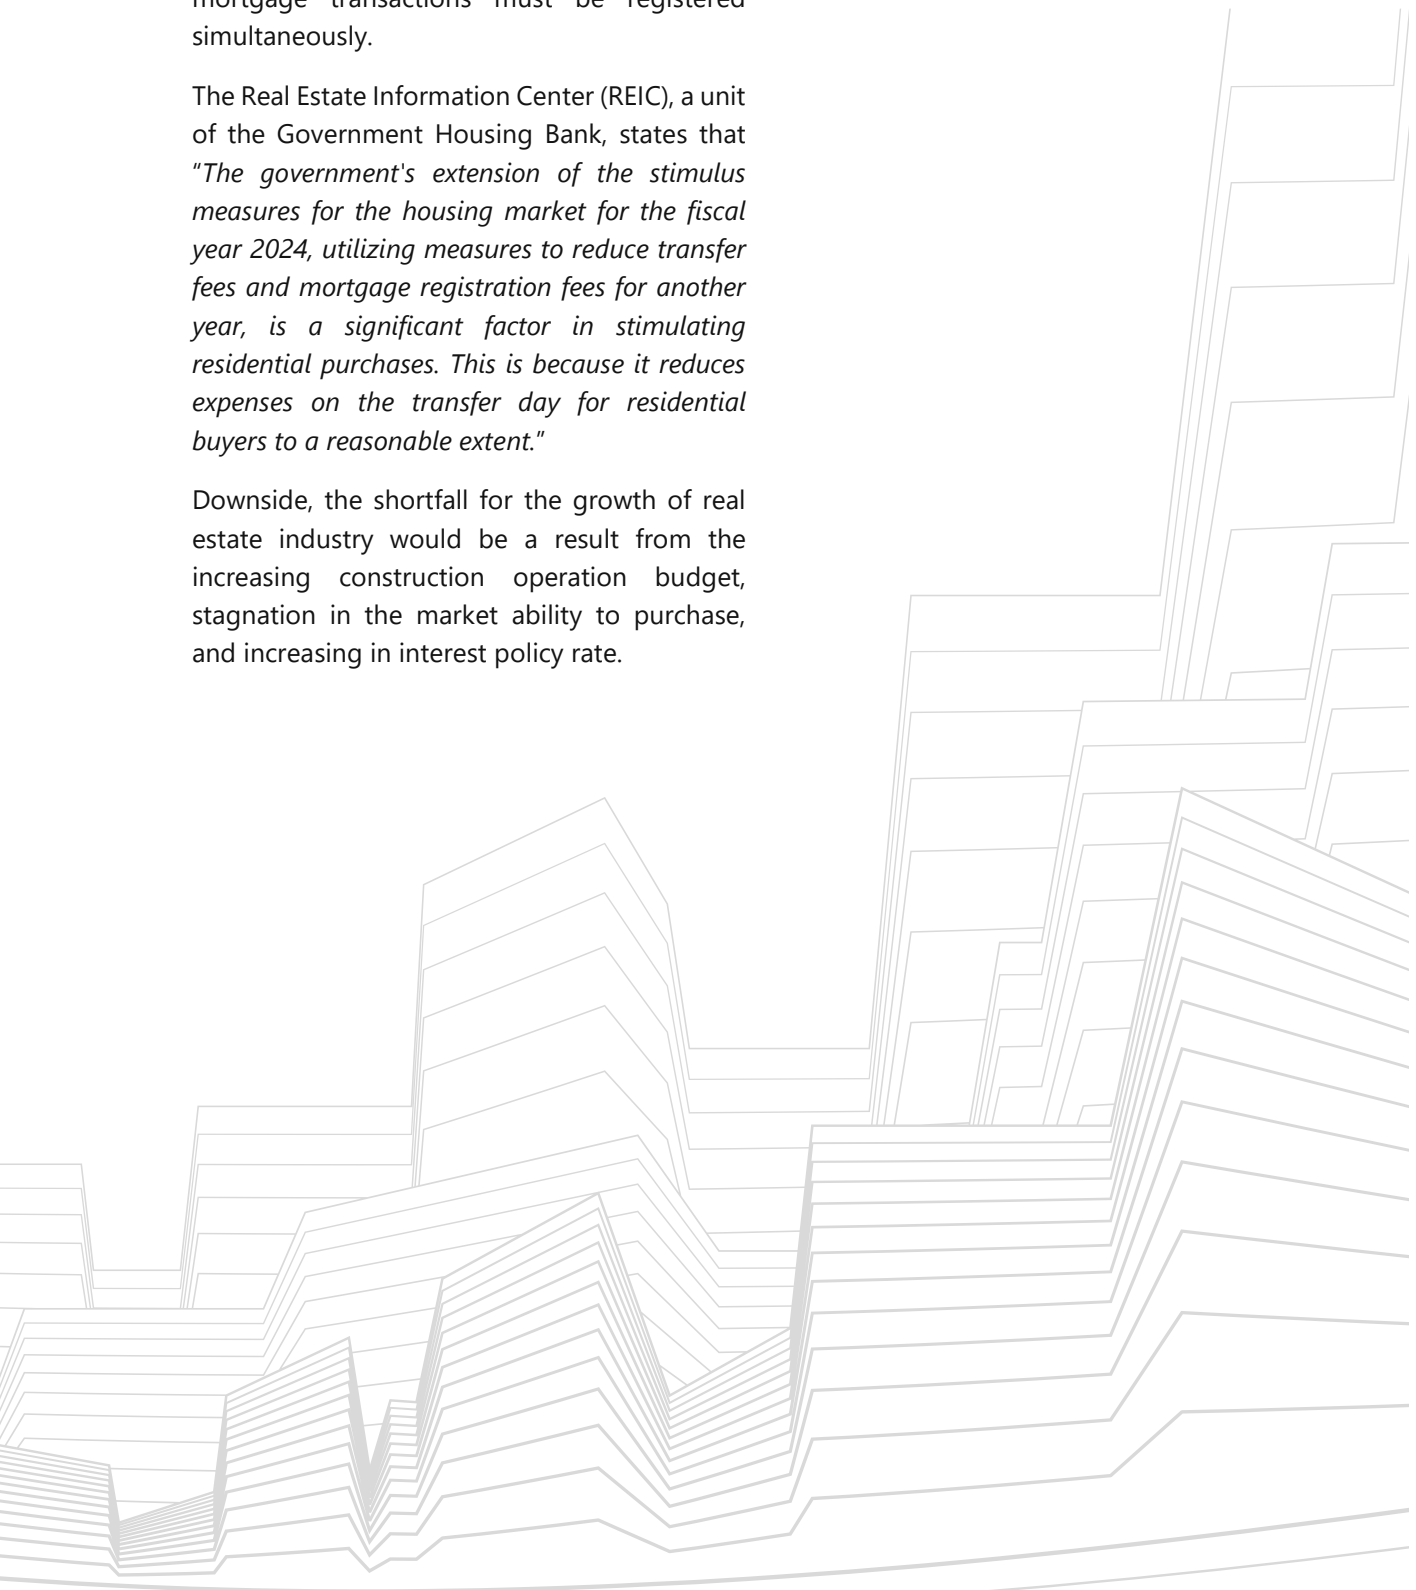 mortgage transactions must be registered
simultaneously.
The Real Estate Information Center (REIC), a unit
of the Government Housing Bank, states that
"The government's extension of the stimulus
measures for the housing market for the fiscal
year 2024, utilizing measures to reduce transfer
fees and mortgage registration fees for another
year, is a significant factor in stimulating
residential purchases. This is because it reduces
expenses on the transfer day for residential
buyers to a reasonable extent."
Downside, the shortfall for the growth of real
estate industry would be a result from the
increasing construction operation budget,
stagnation in the market ability to purchase,
and increasing in interest policy rate.